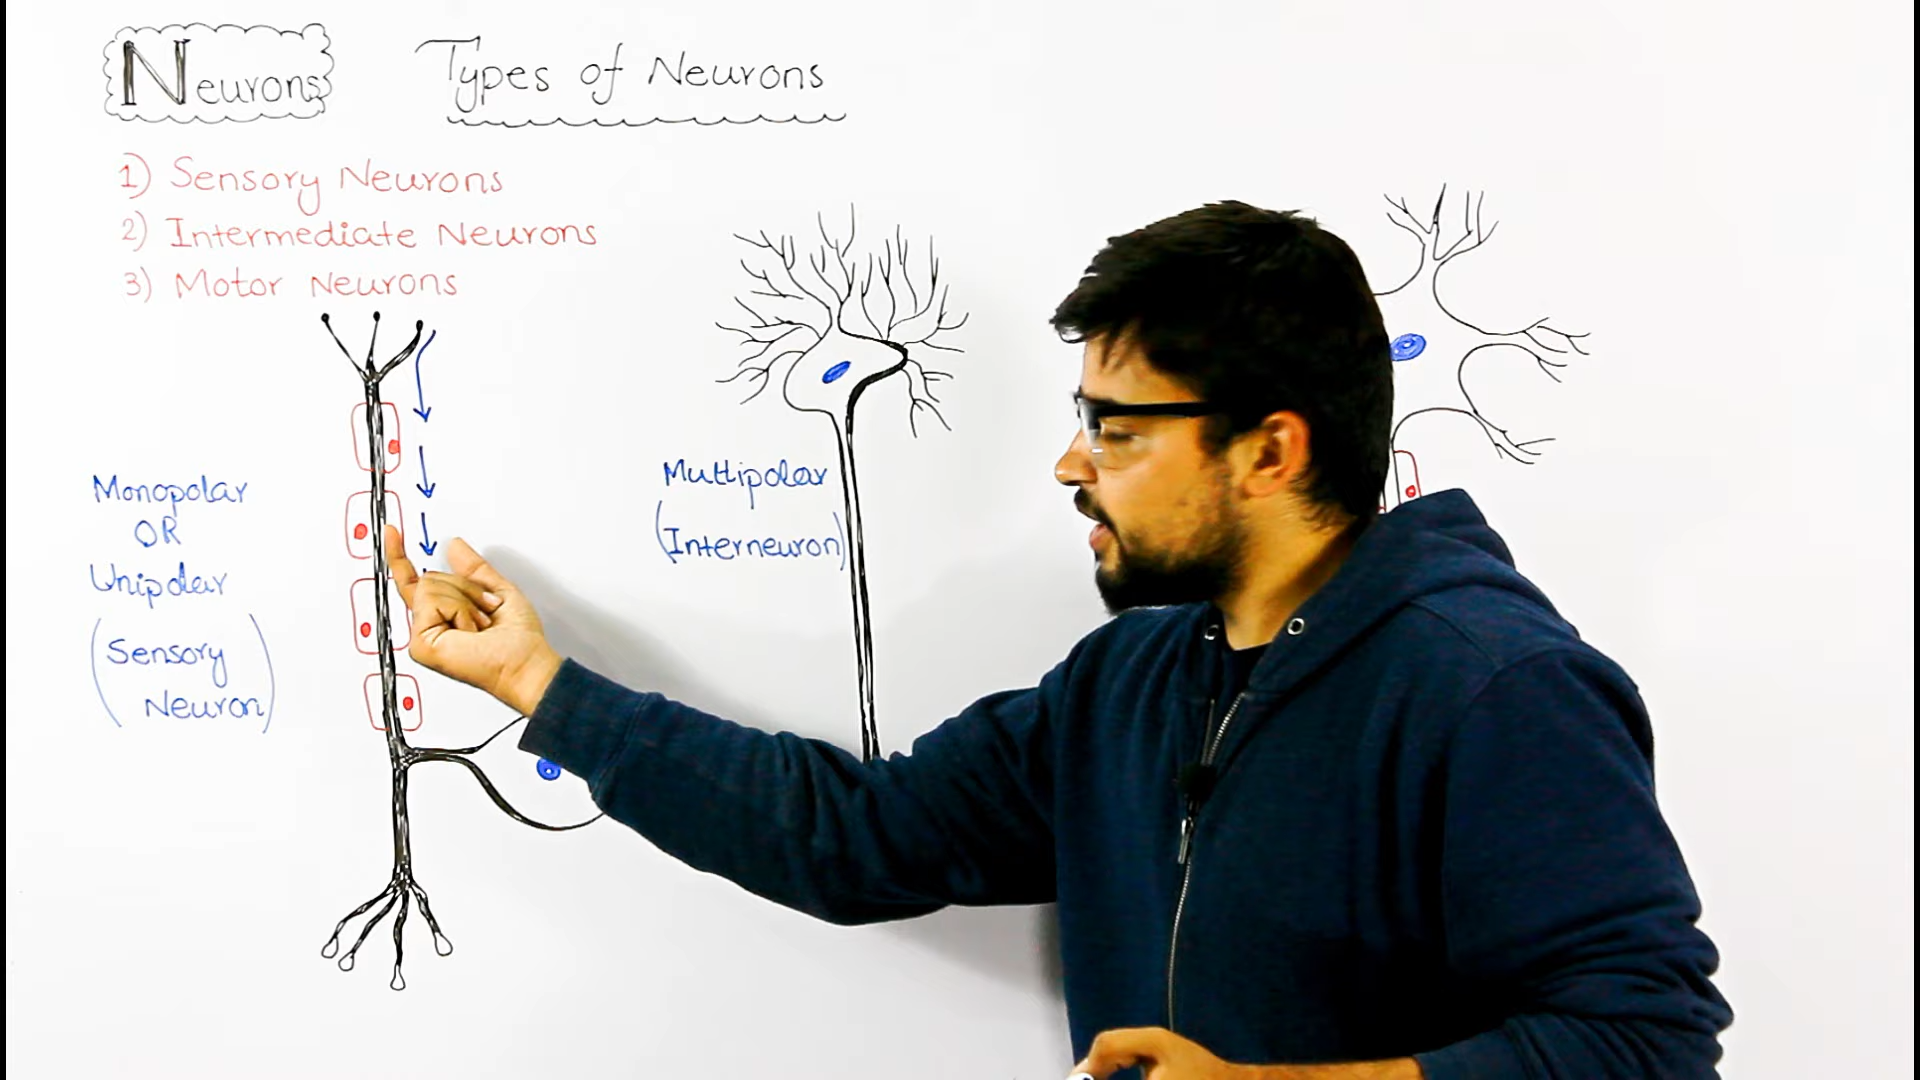 Neurons
Types of Neurons
1) Sensory Neurons
2) Intermediate Neurons
3) Motor Neurons
Monopolar
OR
Unipolar
(Sensory
Neuron)
Multipolar
(Interneuron)